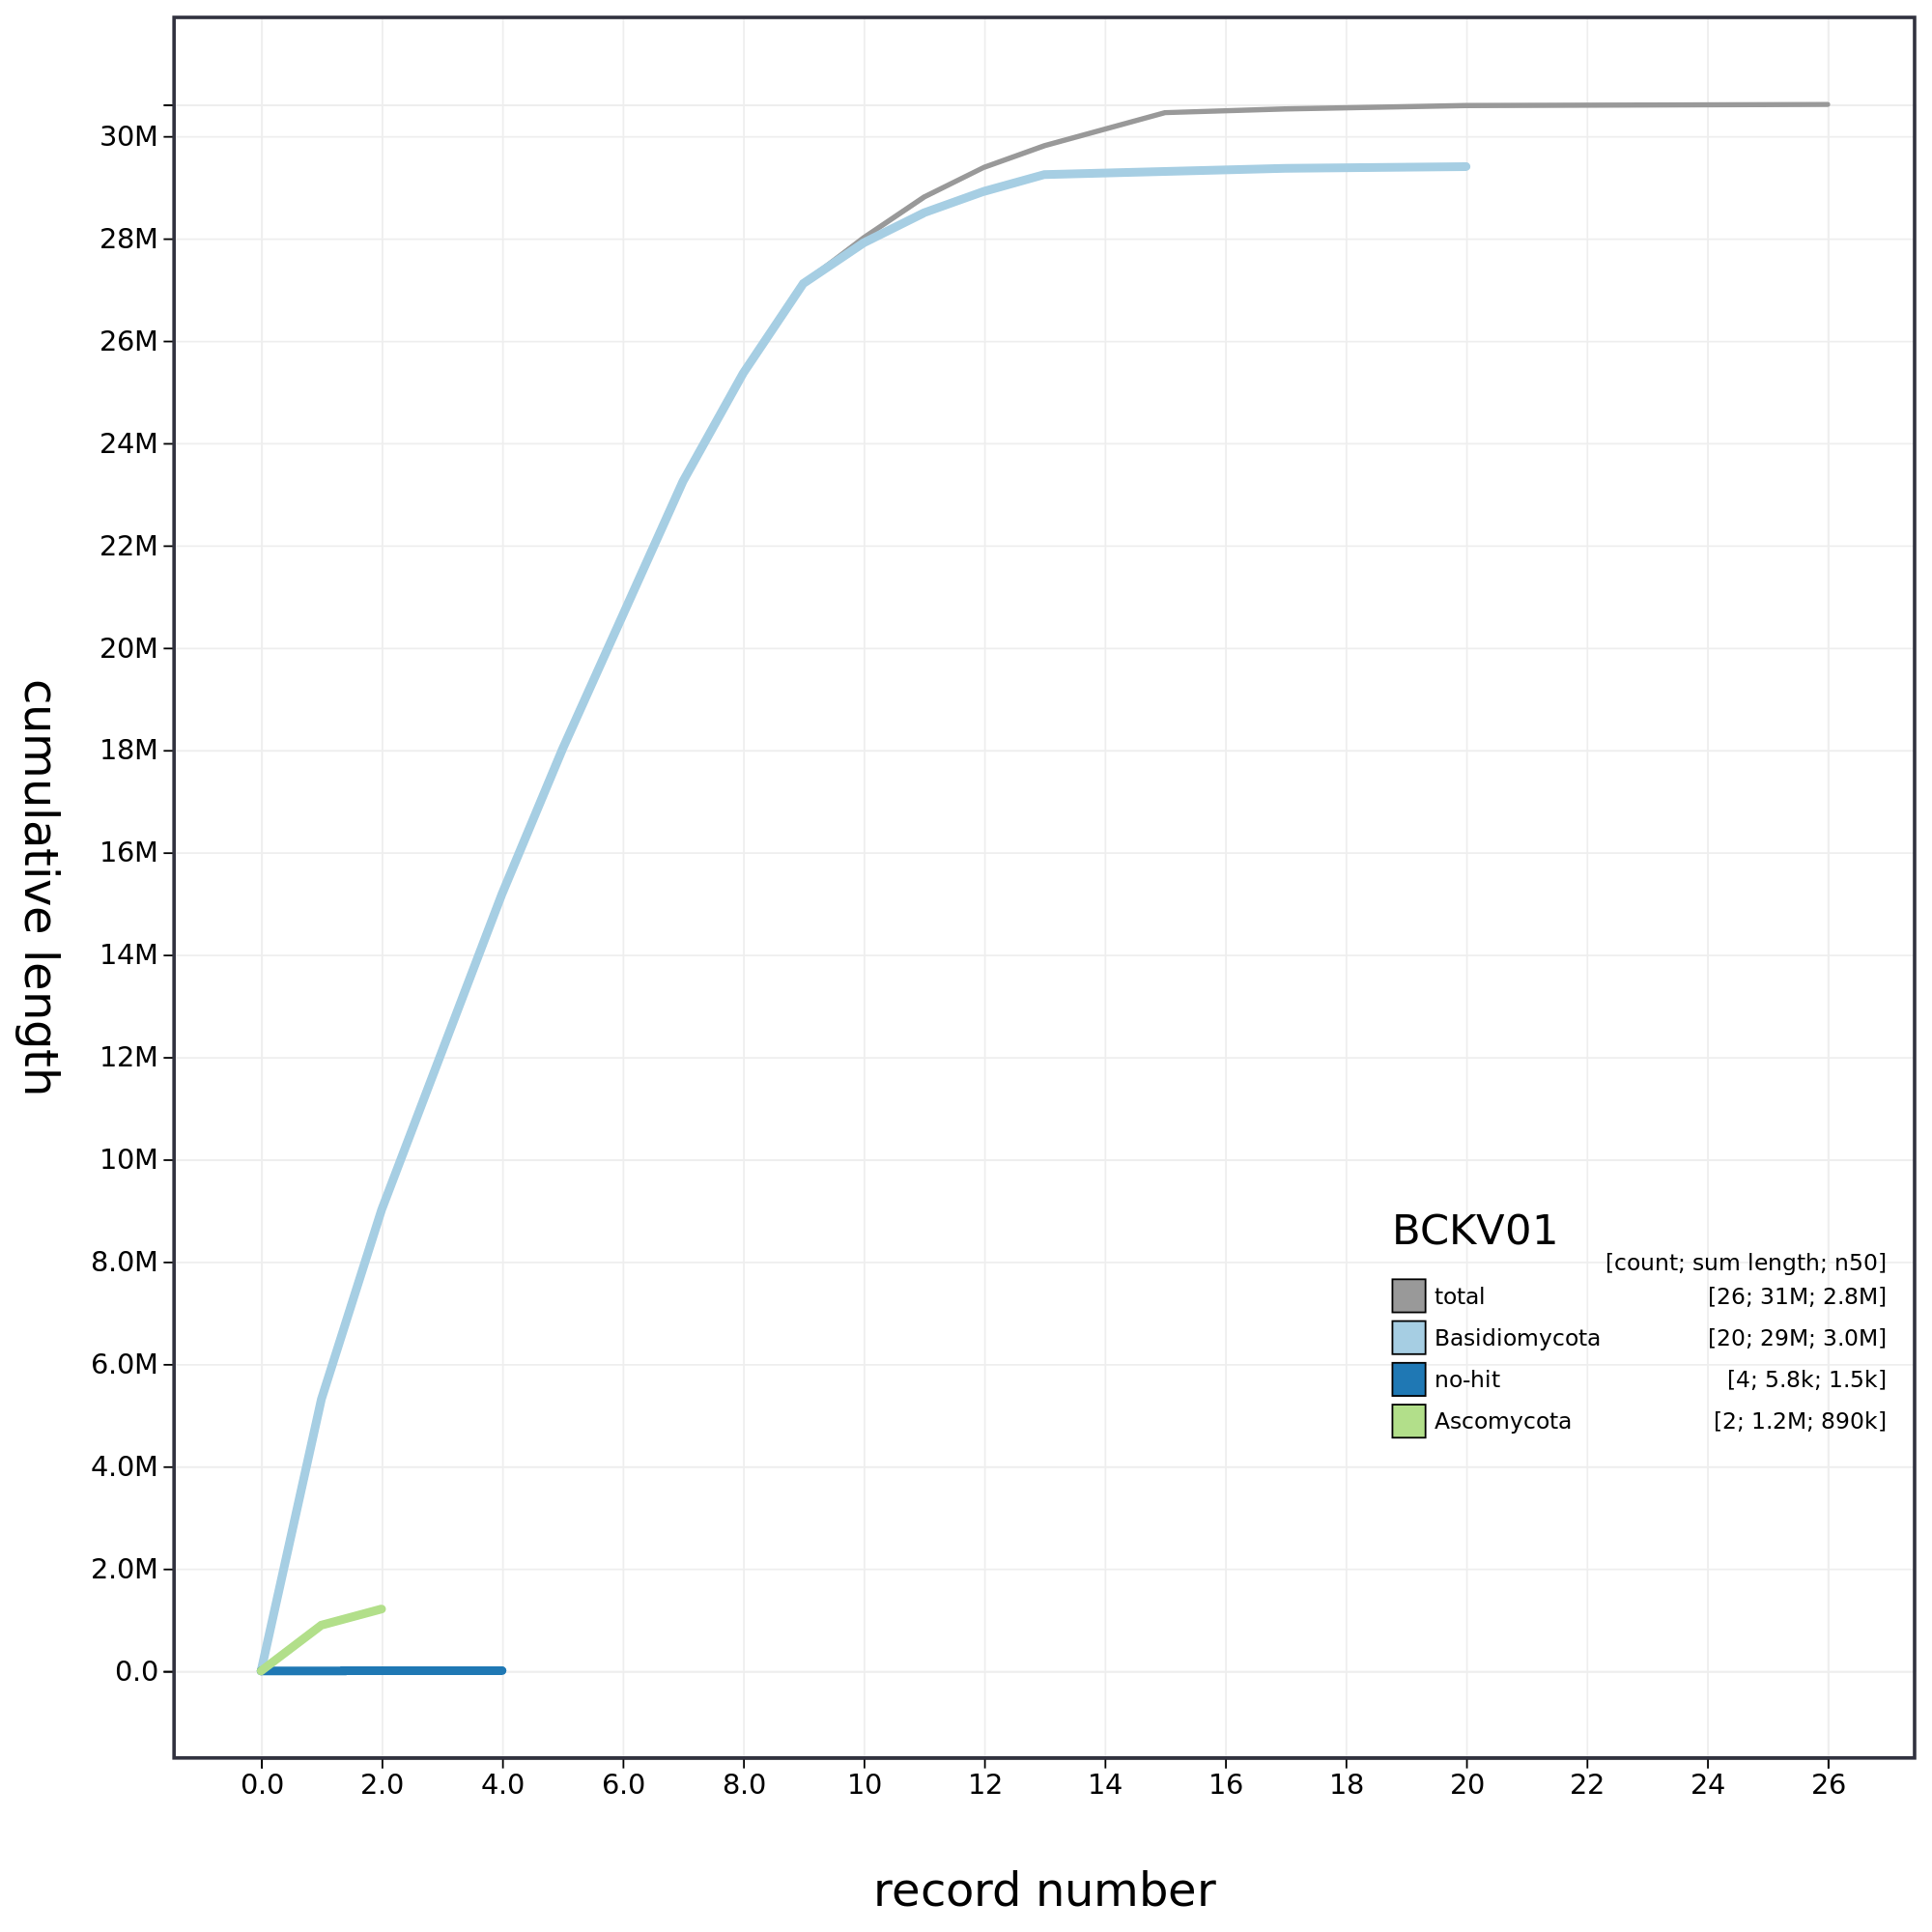 30M
28M
26M
24M
22M
20M
18M
16M
14M
12M
10M
8.0M
6.0M
4.0M
2.0M
0.0
cumulative length
BCKV01
[count; sum length; n50]
total [26; 31M; 2.8M]
Basidiomycota [20; 29M; 3.0M]
no-hit [4; 5.8k; 1.5k]
Ascomycota [2; 1.2M; 890k]
0.0 2.0 4.0 6.0 8.0 10 12 14 16 18 20 22 24 26
record number